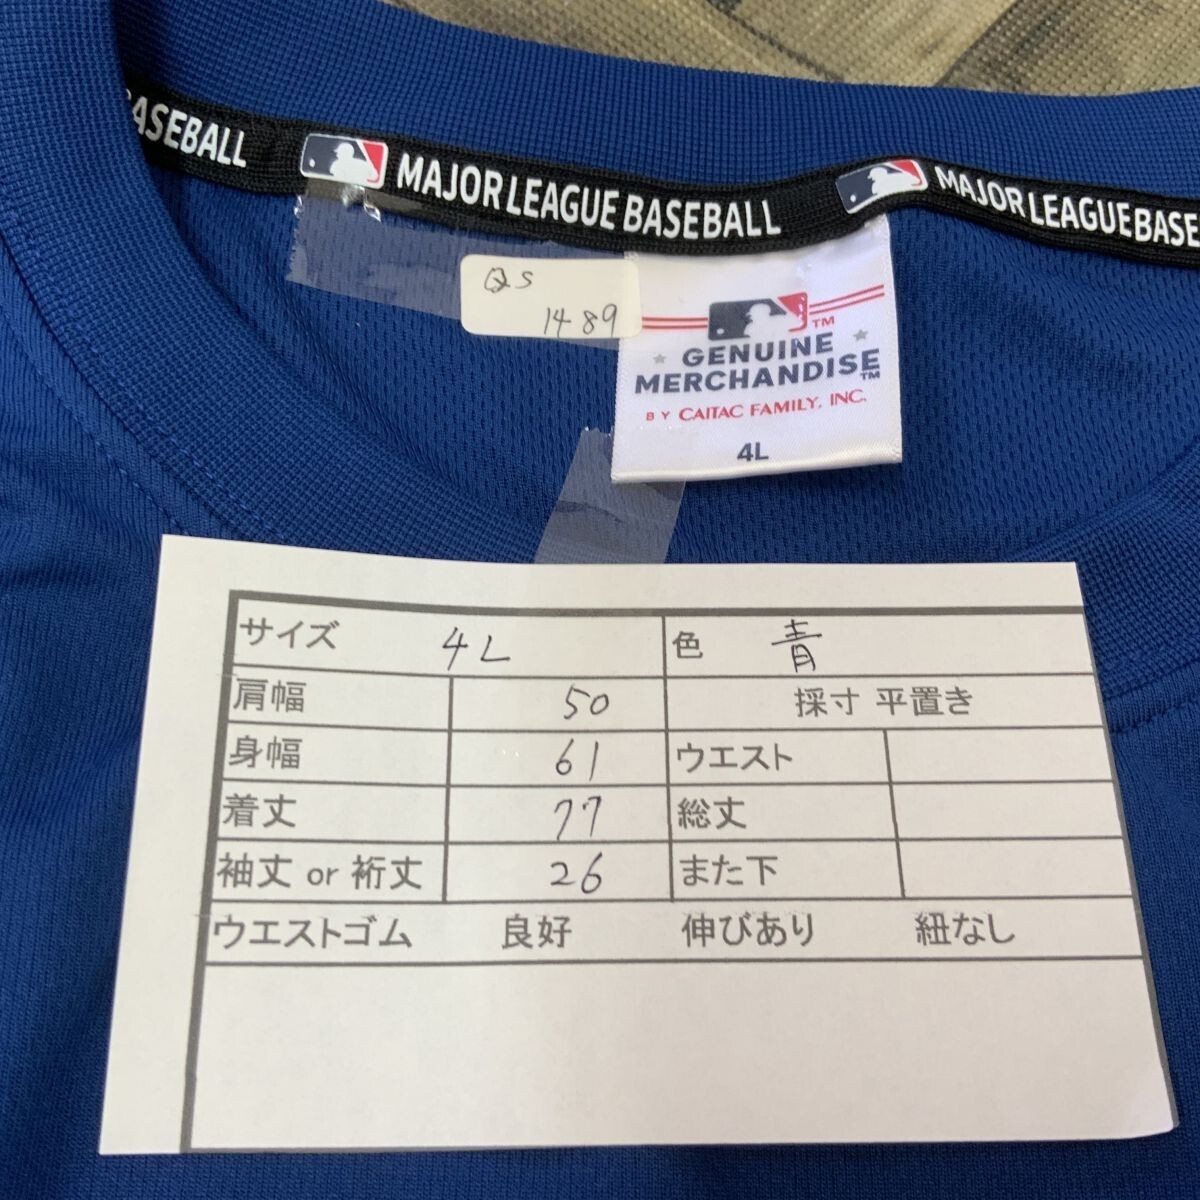 ASEBALL MAJOR LEAGUE BASEBALL MAJOR LEAGUE BASE
QS
1489
TM
GENUINE
MERCHANDISE TM
BY CAITAC FAMILY, INC.
4L
サイズ 4L 色 青
肩幅 50 採寸 平置き
身幅 61 ウエスト
着丈 77 総丈
袖丈 or 裄丈 26 また下
ウエストゴム 良好 伸びあり 紐なし